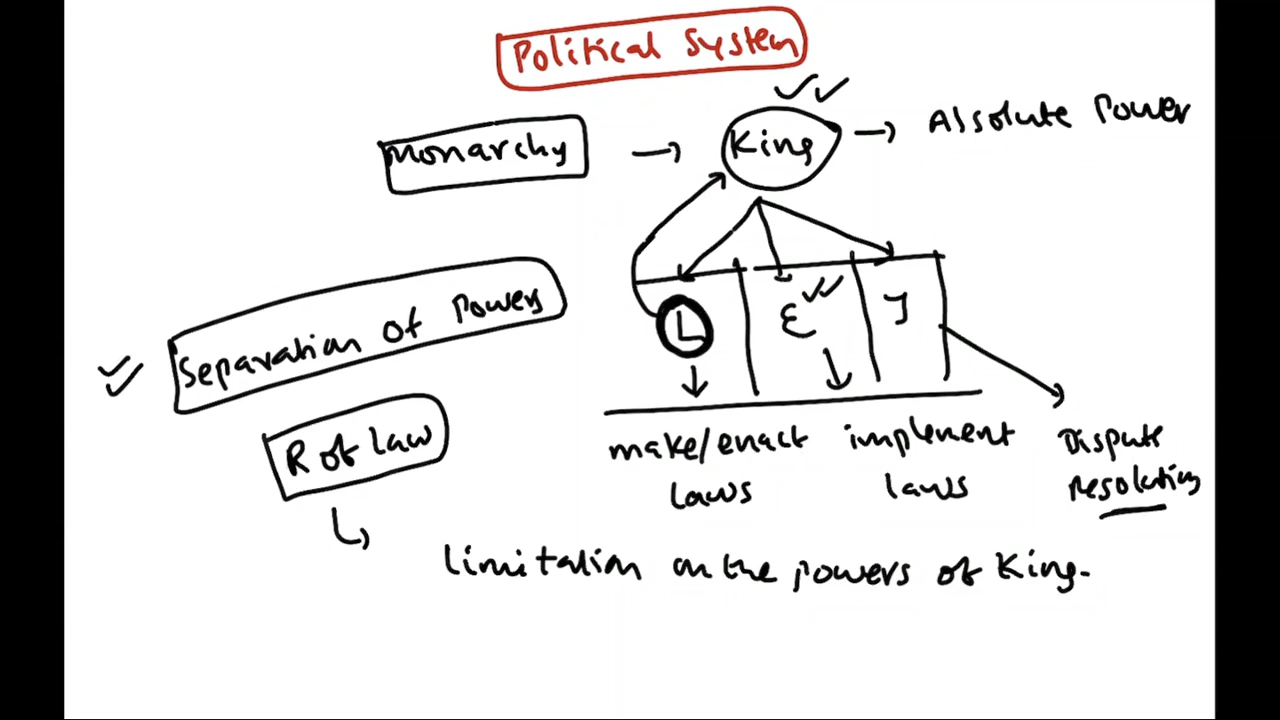 Political System
Monarchy → King → Absolute Power
Separation of Powers
L E J
R of Law
make/enact laws
implement laws
Dispute Resolution
Limitation on the powers of King.